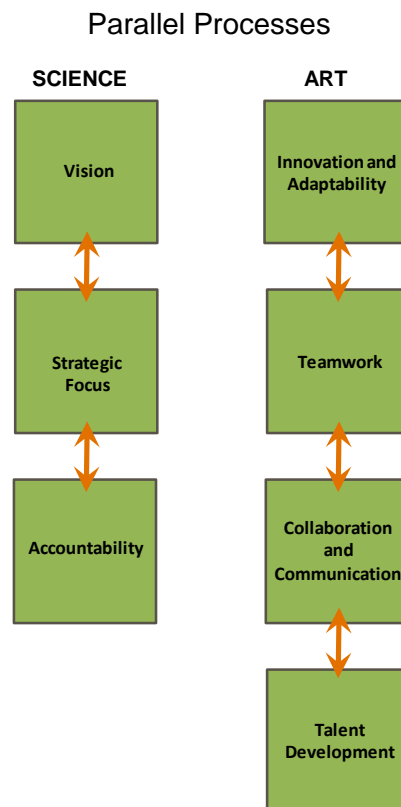 Parallel Processes
SCIENCE
Vision
Strategic
Focus
Accountability
ART
Innovation and
Adaptability
Teamwork
Collaboration
and
Communication
Talent
Development